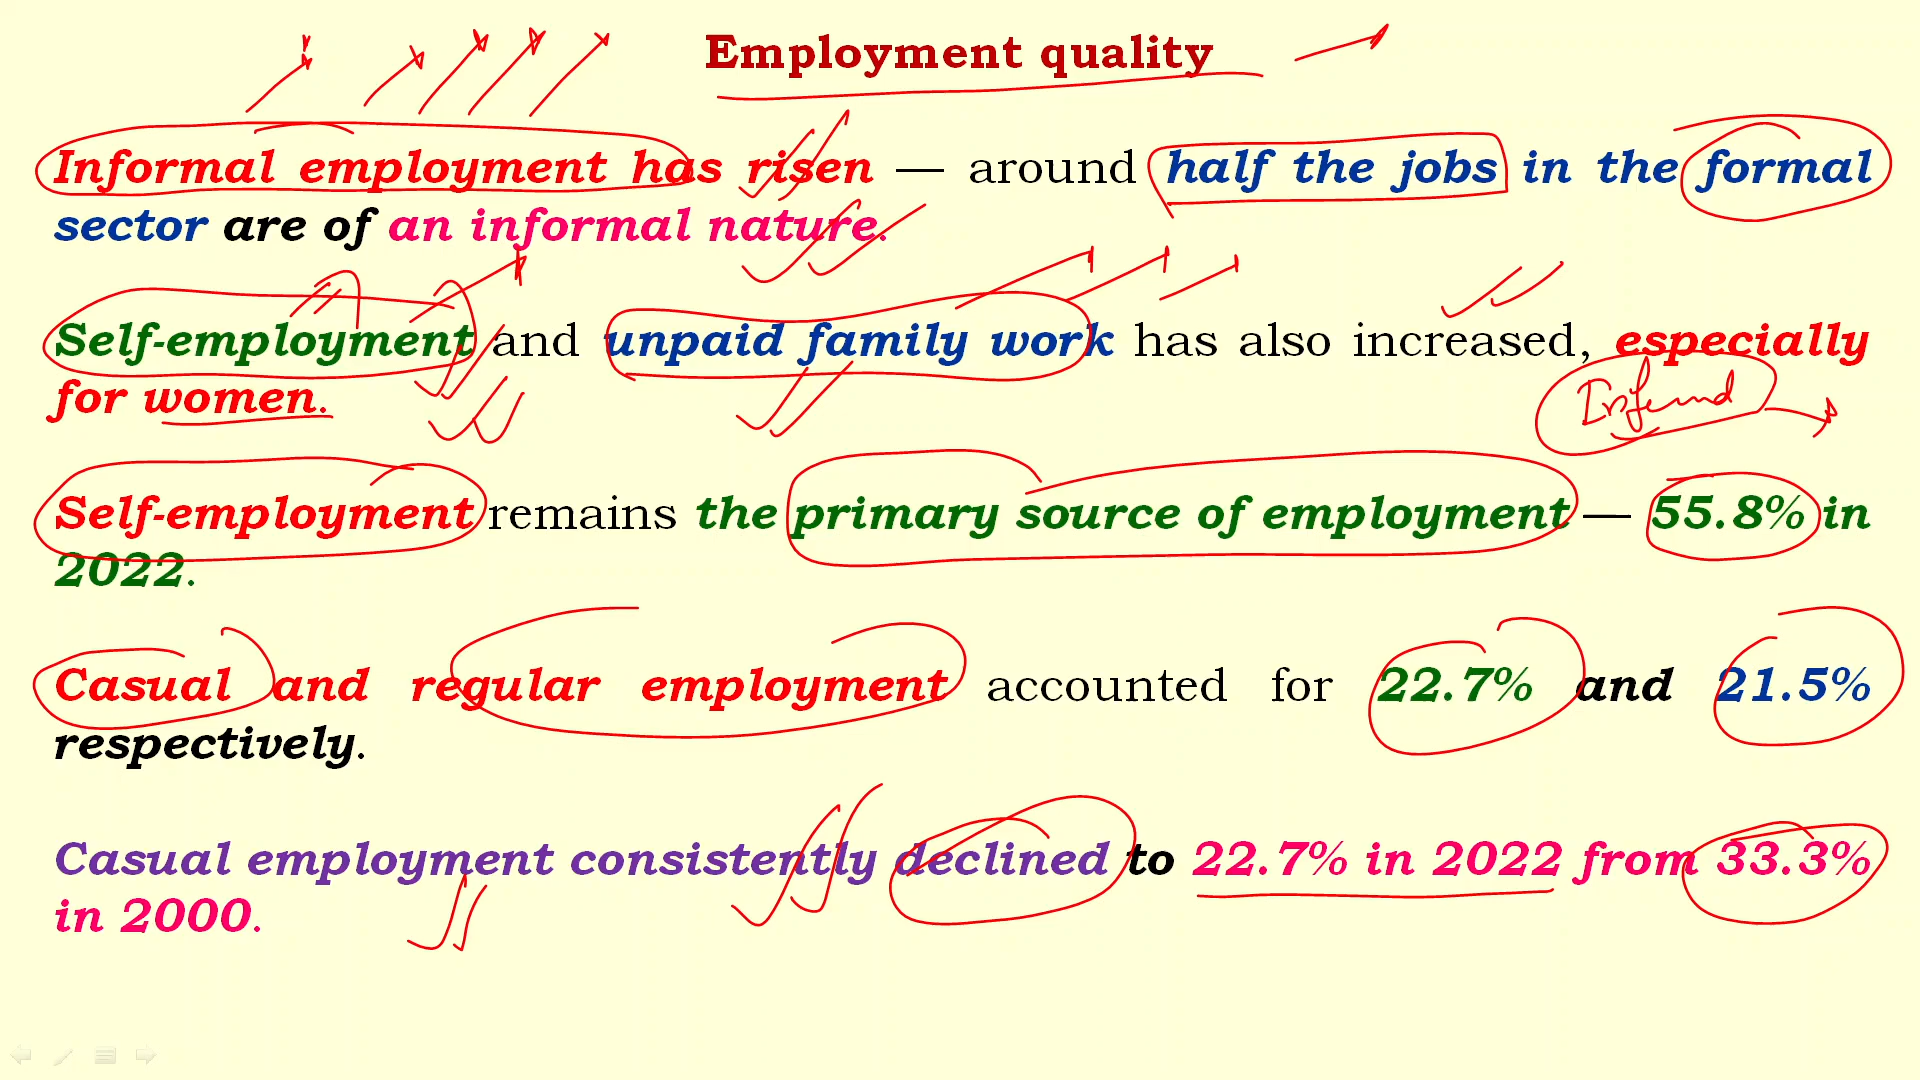 Employment quality
Informal employment has risen — around half the jobs in the formal
sector are of an informal nature.
Self-employment and unpaid family work has also increased, especially
for women.
Self-employment remains the primary source of employment — 55.8% in
2022.
Casual and regular employment accounted for 22.7% and 21.5%
respectively.
Casual employment consistently declined to 22.7% in 2022 from 33.3%
in 2000.